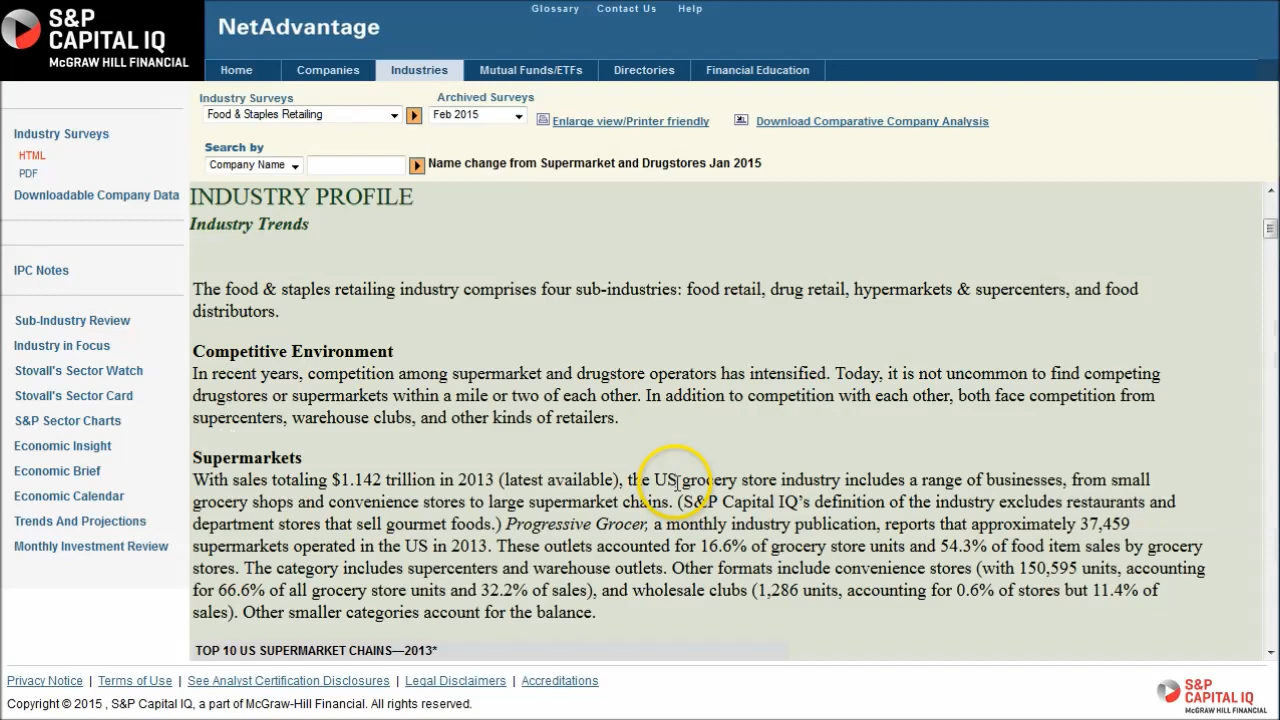 S&P
CAPITAL IQ
McGRAW HILL FINANCIAL
Glossary Contact Us Help
NetAdvantage
Home Companies Industries Mutual Funds/ETFs Directories Financial Education
Industry Surveys Archived Surveys
Food & Staples Retailing Feb 2015 Enlarge view/Printer friendly Download Comparative Company Analysis
Search by
Company Name Name change from Supermarket and Drugstores Jan 2015
Industry Surveys
HTML
PDF
Downloadable Company Data
IPC Notes
Sub-Industry Review
Industry in Focus
Stovall's Sector Watch
Stovall's Sector Card
S&P Sector Charts
Economic Insight
Economic Brief
Economic Calendar
Trends And Projections
Monthly Investment Review
INDUSTRY PROFILE
Industry Trends
The food & staples retailing industry comprises four sub-industries: food retail, drug retail, hypermarkets & supercenters, and food
distributors.
Competitive Environment
In recent years, competition among supermarket and drugstore operators has intensified. Today, it is not uncommon to find competing
drugstores or supermarkets within a mile or two of each other. In addition to competition with each other, both face competition from
supercenters, warehouse clubs, and other kinds of retailers.
Supermarkets
With sales totaling $1.142 trillion in 2013 (latest available), the US grocery store industry includes a range of businesses, from small
grocery shops and convenience stores to large supermarket chains. (S&P Capital IQ's definition of the industry excludes restaurants and
department stores that sell gourmet foods.) Progressive Grocer, a monthly industry publication, reports that approximately 37,459
supermarkets operated in the US in 2013. These outlets accounted for 16.6% of grocery store units and 54.3% of food item sales by grocery
stores. The category includes supercenters and warehouse outlets. Other formats include convenience stores (with 150,595 units, accounting
for 66.6% of all grocery store units and 32.2% of sales), and wholesale clubs (1,286 units, accounting for 0.6% of stores but 11.4% of
sales). Other smaller categories account for the balance.
TOP 10 US SUPERMARKET CHAINS—2013*
Privacy Notice | Terms of Use | See Analyst Certification Disclosures | Legal Disclaimers | Accreditations
Copyright © 2015 , S&P Capital IQ, a part of McGraw-Hill Financial. All rights reserved.
S&P
CAPITAL IQ
McGRAW HILL FINANCIAL